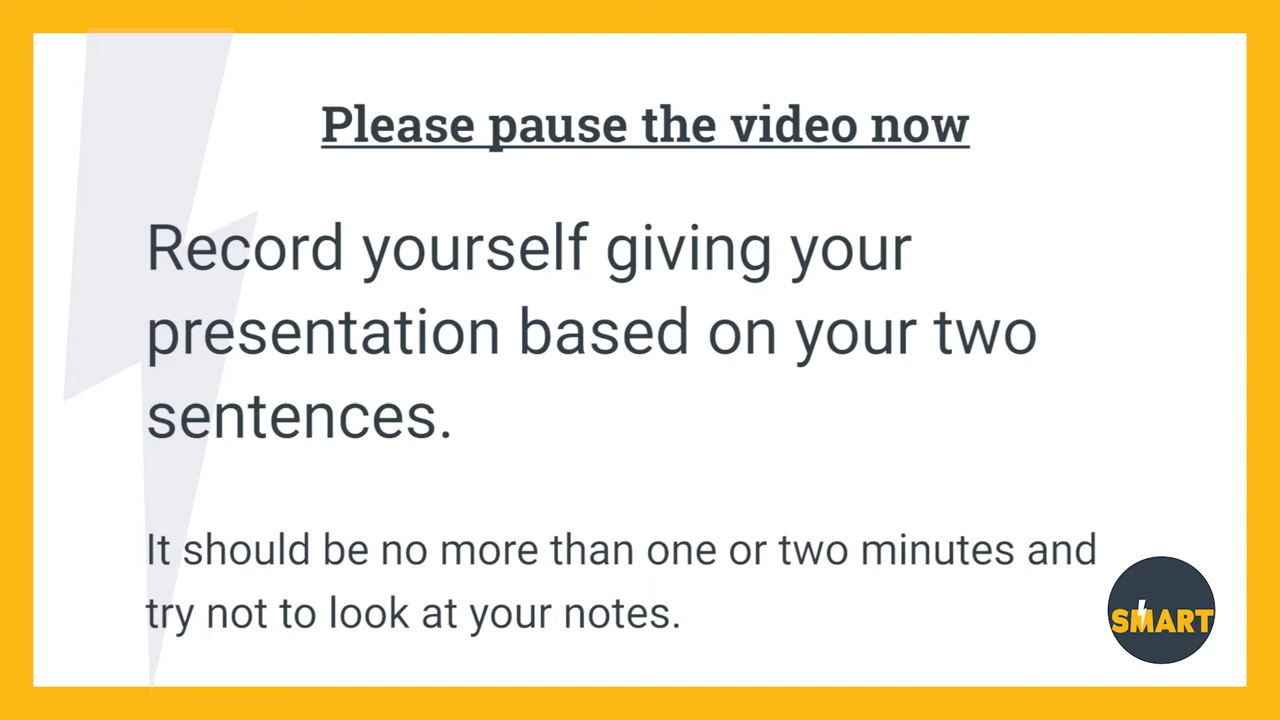 Please pause the video now
Record yourself giving your
presentation based on your two
sentences.
It should be no more than one or two minutes and
try not to look at your notes.
SMART